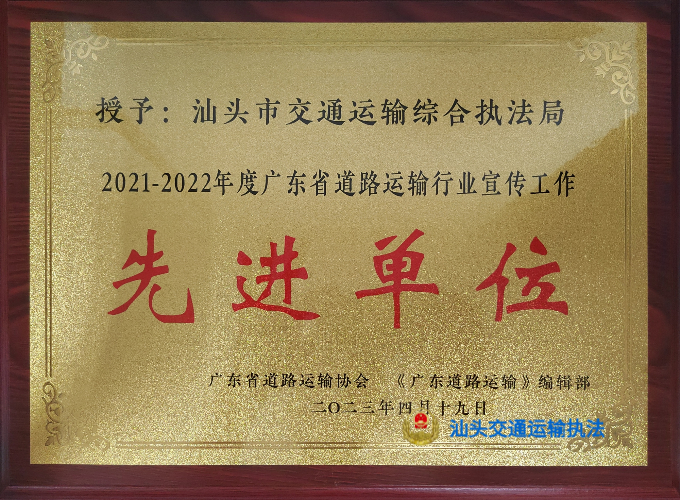 授予：汕头市交通运输综合执法局
2021-2022年度广东省道路运输行业宣传工作
先进单位
广东省道路运输协会 《广东道路运输》编辑部
二〇二三年四月十九日
汕头交通运输执法